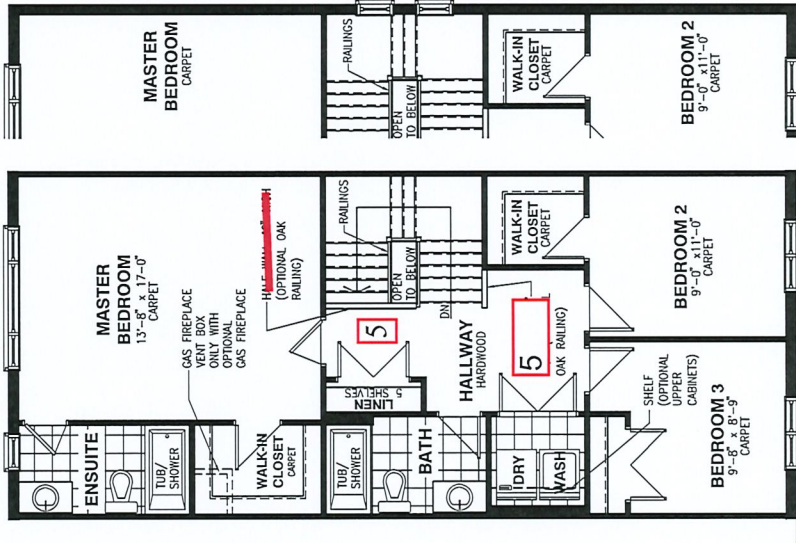 MASTER
BEDROOM
CARPET
RAILINGS
OPEN
TO BELOW
WALK-IN
CLOSET
CARPET
BEDROOM 2
9'-0" x11'-0"
CARPET
MASTER
BEDROOM
13'-8" x 17'-0"
CARPET
GAS FIREPLACE
VENT BOX
ONLY WITH
OPTIONAL
GAS FIREPLACE
(OPTIONAL OAK
RAILING)
RAILINGS
OPEN
TO BELOW
DN
WALK-IN
CLOSET
CARPET
BEDROOM 2
9'-0" x11'-0"
CARPET
5
LINEN
5 SHELVES
HALLWAY
HARDWOOD
5
OAK RAILING)
ENSUITE
TUB/
SHOWER
WALK-IN
CLOSET
CARPET
TUB/
SHOWER
BATH
DRY
WASH
SHELF
(OPTIONAL
UPPER
CABINETS)
BEDROOM 3
9'-8" x 8'-9"
CARPET